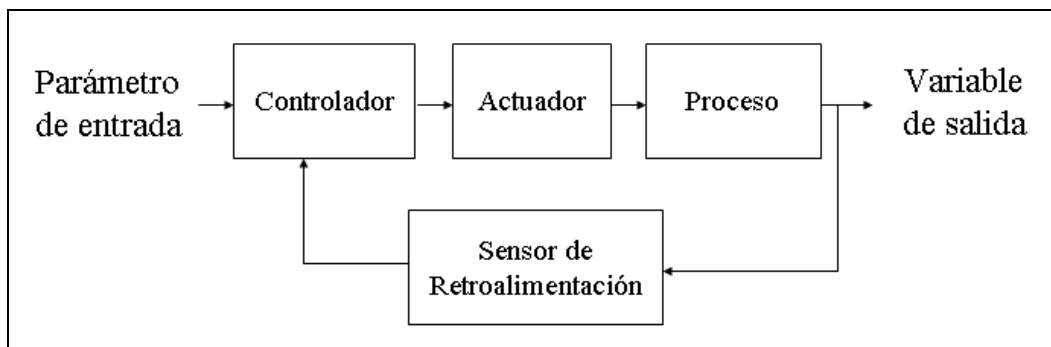 Parámetro
de entrada
Controlador
Actuador
Proceso
Variable
de salida
Sensor de
Retroalimentación